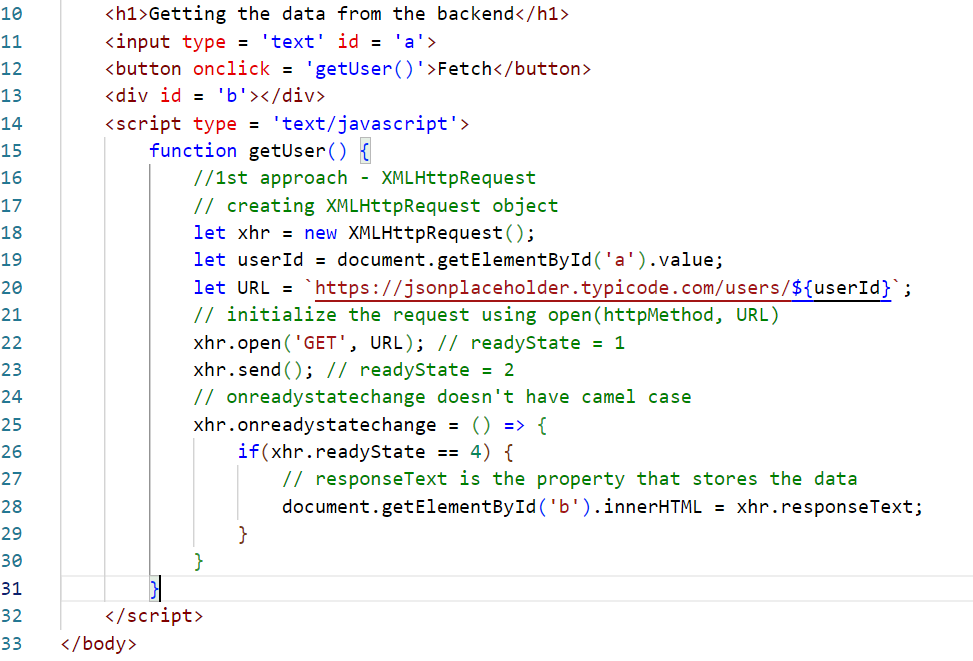 10 <h1>Getting the data from the backend</h1>
11 <input type = 'text' id = 'a'>
12 <button onclick = 'getUser()'>Fetch</button>
13 <div id = 'b'></div>
14 <script type = 'text/javascript'>
15 function getUser() {
16 //1st approach - XMLHttpRequest
17 // creating XMLHttpRequest object
18 let xhr = new XMLHttpRequest();
19 let userId = document.getElementById('a').value;
20 let URL = `https://jsonplaceholder.typicode.com/users/${userId}`;
21 // initialize the request using open(httpMethod, URL)
22 xhr.open('GET', URL); // readyState = 1
23 xhr.send(); // readyState = 2
24 // onreadystatechange doesn't have camel case
25 xhr.onreadystatechange = () => {
26 if(xhr.readyState == 4) {
27 // responseText is the property that stores the data
28 document.getElementById('b').innerHTML = xhr.responseText;
29 }
30 }
31 }
32 </script>
33 </body>